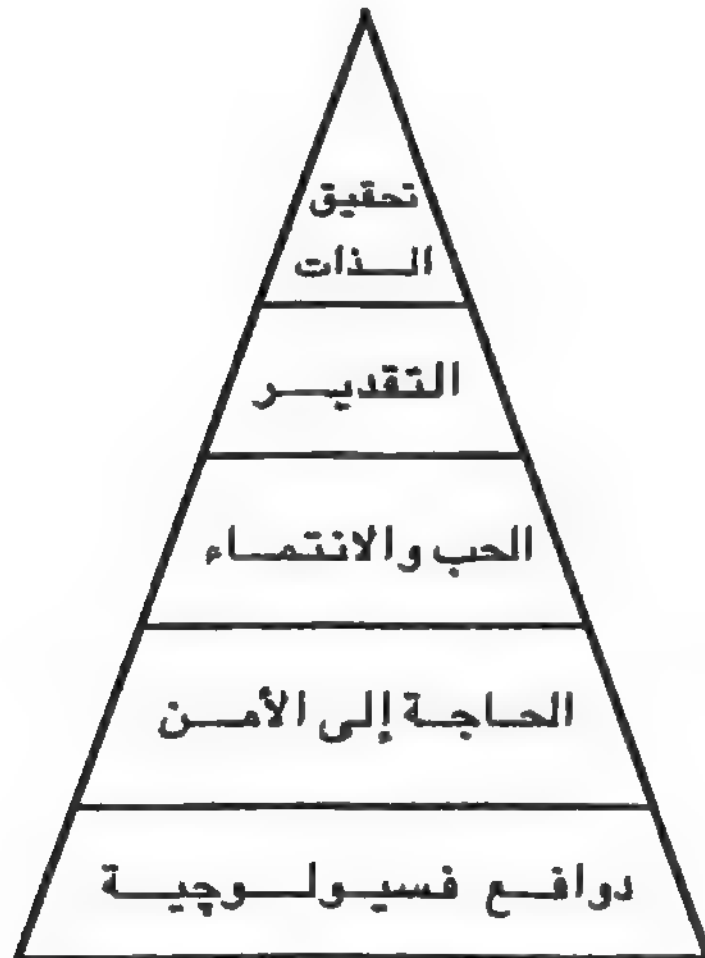 تحقيق
الذات
التقدير
الحب والانتماء
الحاجة إلى الأمن
دوافع فسيولوچية